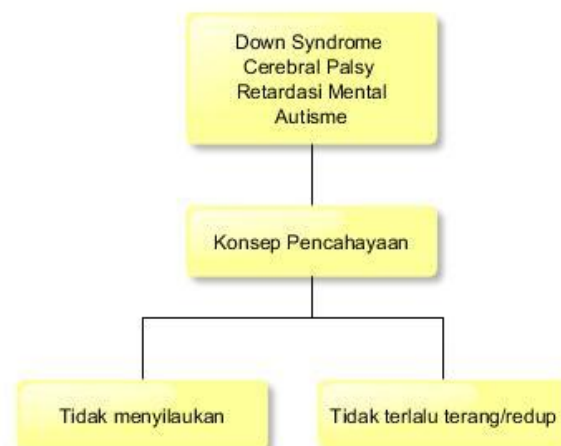 Down Syndrome
Cerebral Palsy
Retardasi Mental
Autisme
Konsep Pencahayaan
Tidak menyilaukan
Tidak terlalu terang/redup